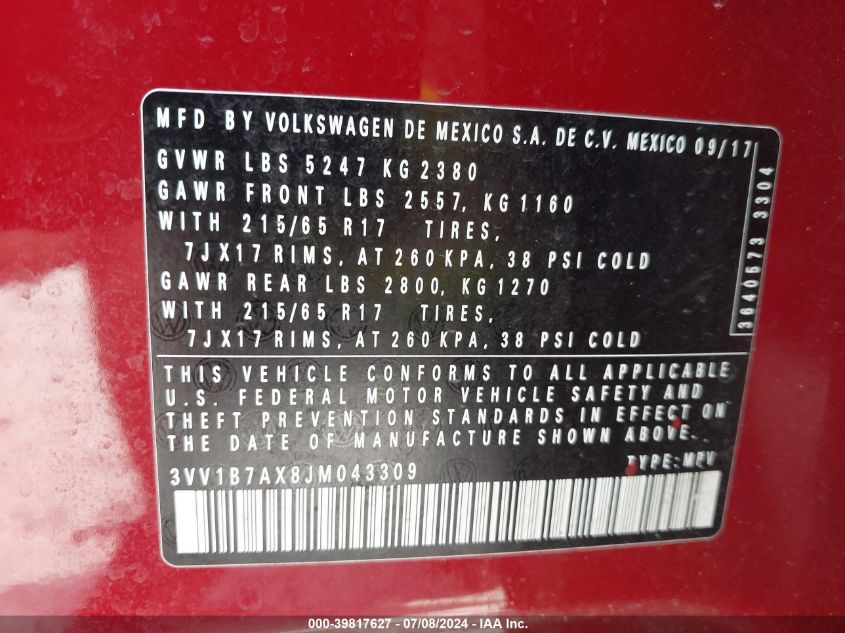 MFD BY VOLKSWAGEN DE MEXICO S.A. DE C.V. MEXICO 09/17
GVWR LBS 5247 KG 2380
GAWR FRONT LBS 2557, KG 1160
WITH 215/65 R17 TIRES,
7JX17 RIMS, AT 260 KPA, 38 PSI COLD
GAWR REAR LBS 2800, KG 1270
WITH 215/65 R17 TIRES,
7JX17 RIMS, AT 260 KPA, 38 PSI COLD
3640673 3304
THIS VEHICLE CONFORMS TO ALL APPLICABLE
U.S. FEDERAL MOTOR VEHICLE SAFETY AND
THEFT PREVENTION STANDARDS IN EFFECT ON
THE DATE OF MANUFACTURE SHOWN ABOVE.
3VV1B7AX8JM043309 TYPE: MPV
000-39817627 - 07/08/2024 - IAA Inc.